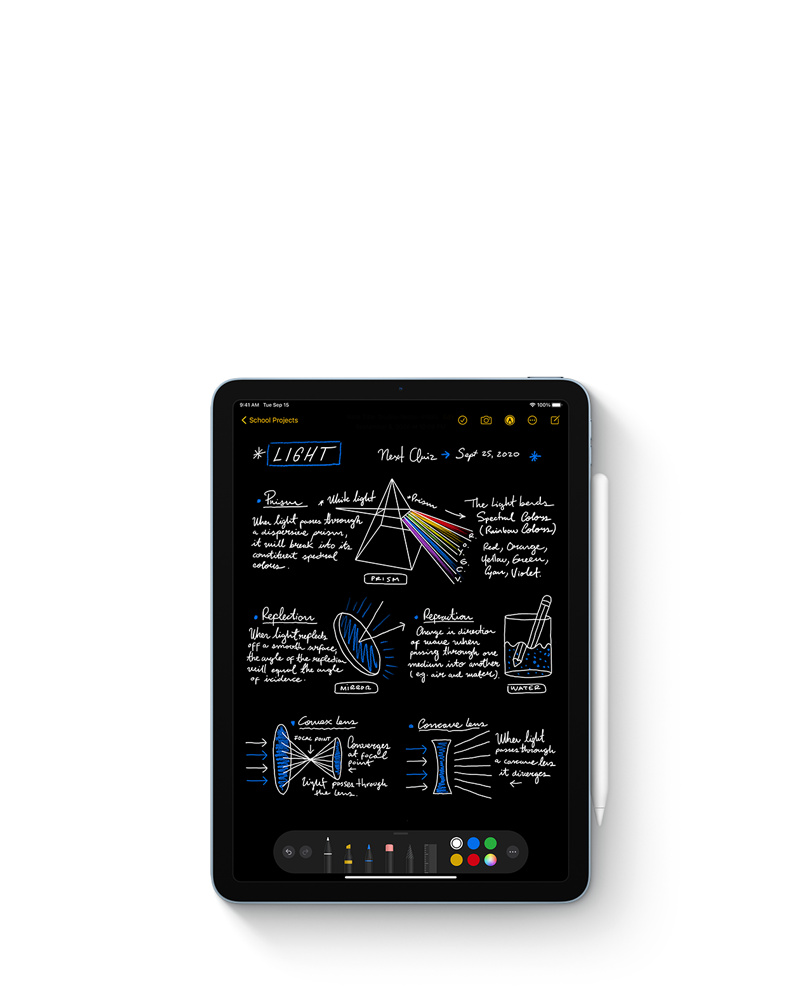 9:41 AM Tue Sep 15
100%
School Projects
LIGHT
Next Quiz → Sept 25, 2020
Prism
White light
Prism
When light passes through
a dispersive prism,
it will break into its
constituent spectral
colors.
PRISM
R
O
Y
G
C
V
The Light bends
Spectral Colors
(Rainbow Colors)
Red, Orange,
Yellow, Green,
Cyan, Violet.
Reflection
When light reflects
off a smooth surface,
the angle of the reflection
will equal the angle
of incidence.
MIRROR
Refraction
Change in direction
of wave when
passing through one
medium into another
(eg. air and water).
WATER
Convex lens
FOCAL POINT
Converges
at focal
point
Light passes through
the lens.
Concave lens
When light
passes through
a concave lens
it diverges